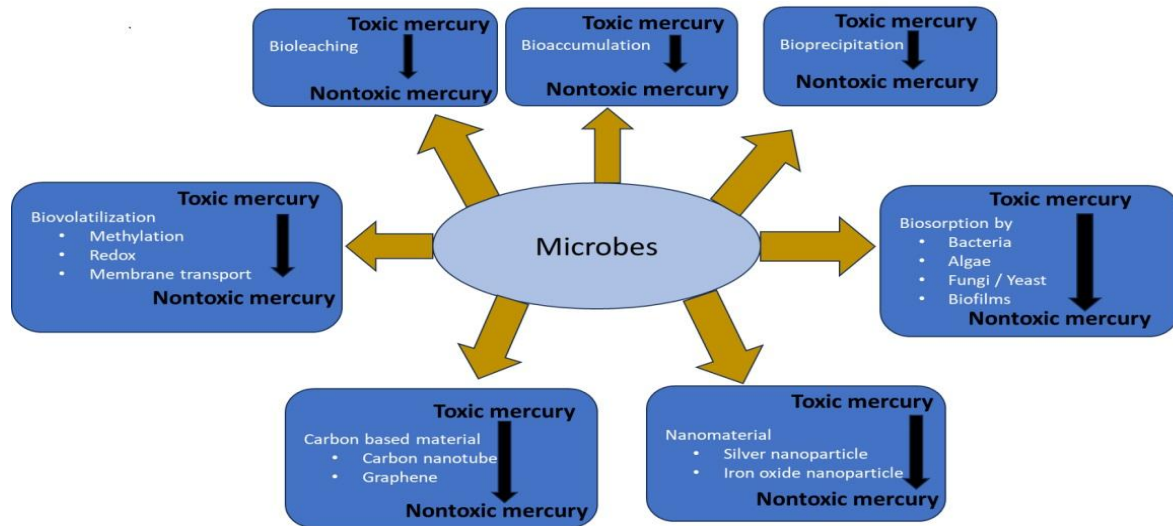 Toxic mercury
Bioleaching
Nontoxic mercury
Toxic mercury
Bioaccumulation
Nontoxic mercury
Toxic mercury
Bioprecipitation
Nontoxic mercury
Toxic mercury
Biovolatilization
• Methylation
• Redox
• Membrane transport
Nontoxic mercury
Microbes
Toxic mercury
Biosorption by
• Bacteria
• Algae
• Fungi / Yeast
• Biofilms
Nontoxic mercury
Toxic mercury
Carbon based material
• Carbon nanotube
• Graphene
Nontoxic mercury
Toxic mercury
Nanomaterial
• Silver nanoparticle
• Iron oxide nanoparticle
Nontoxic mercury